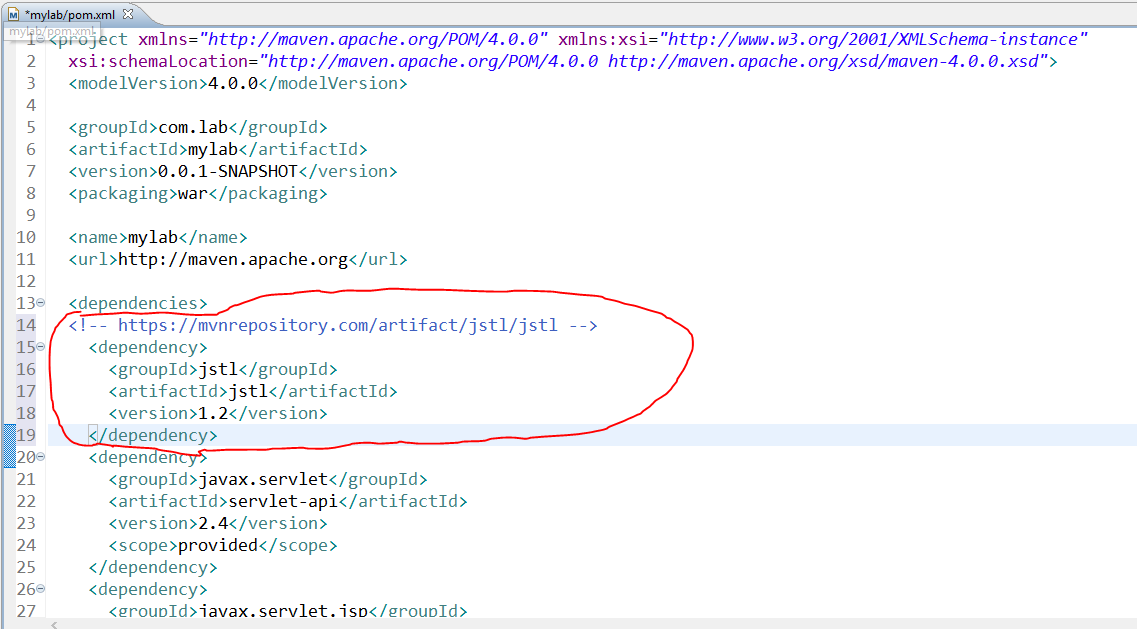 *mylab/pom.xml
mylab/pom.xml
1 <project xmlns="http://maven.apache.org/POM/4.0.0" xmlns:xsi="http://www.w3.org/2001/XMLSchema-instance"
2 xsi:schemaLocation="http://maven.apache.org/POM/4.0.0 http://maven.apache.org/xsd/maven-4.0.0.xsd">
3 <modelVersion>4.0.0</modelVersion>
4
5 <groupId>com.lab</groupId>
6 <artifactId>mylab</artifactId>
7 <version>0.0.1-SNAPSHOT</version>
8 <packaging>war</packaging>
9
10 <name>mylab</name>
11 <url>http://maven.apache.org</url>
12
13 <dependencies>
14 <!-- https://mvnrepository.com/artifact/jstl/jstl -->
15 <dependency>
16 <groupId>jstl</groupId>
17 <artifactId>jstl</artifactId>
18 <version>1.2</version>
19 </dependency>
20 <dependency>
21 <groupId>javax.servlet</groupId>
22 <artifactId>servlet-api</artifactId>
23 <version>2.4</version>
24 <scope>provided</scope>
25 </dependency>
26 <dependency>
27 <groupId>javax.servlet.jsp</groupId>